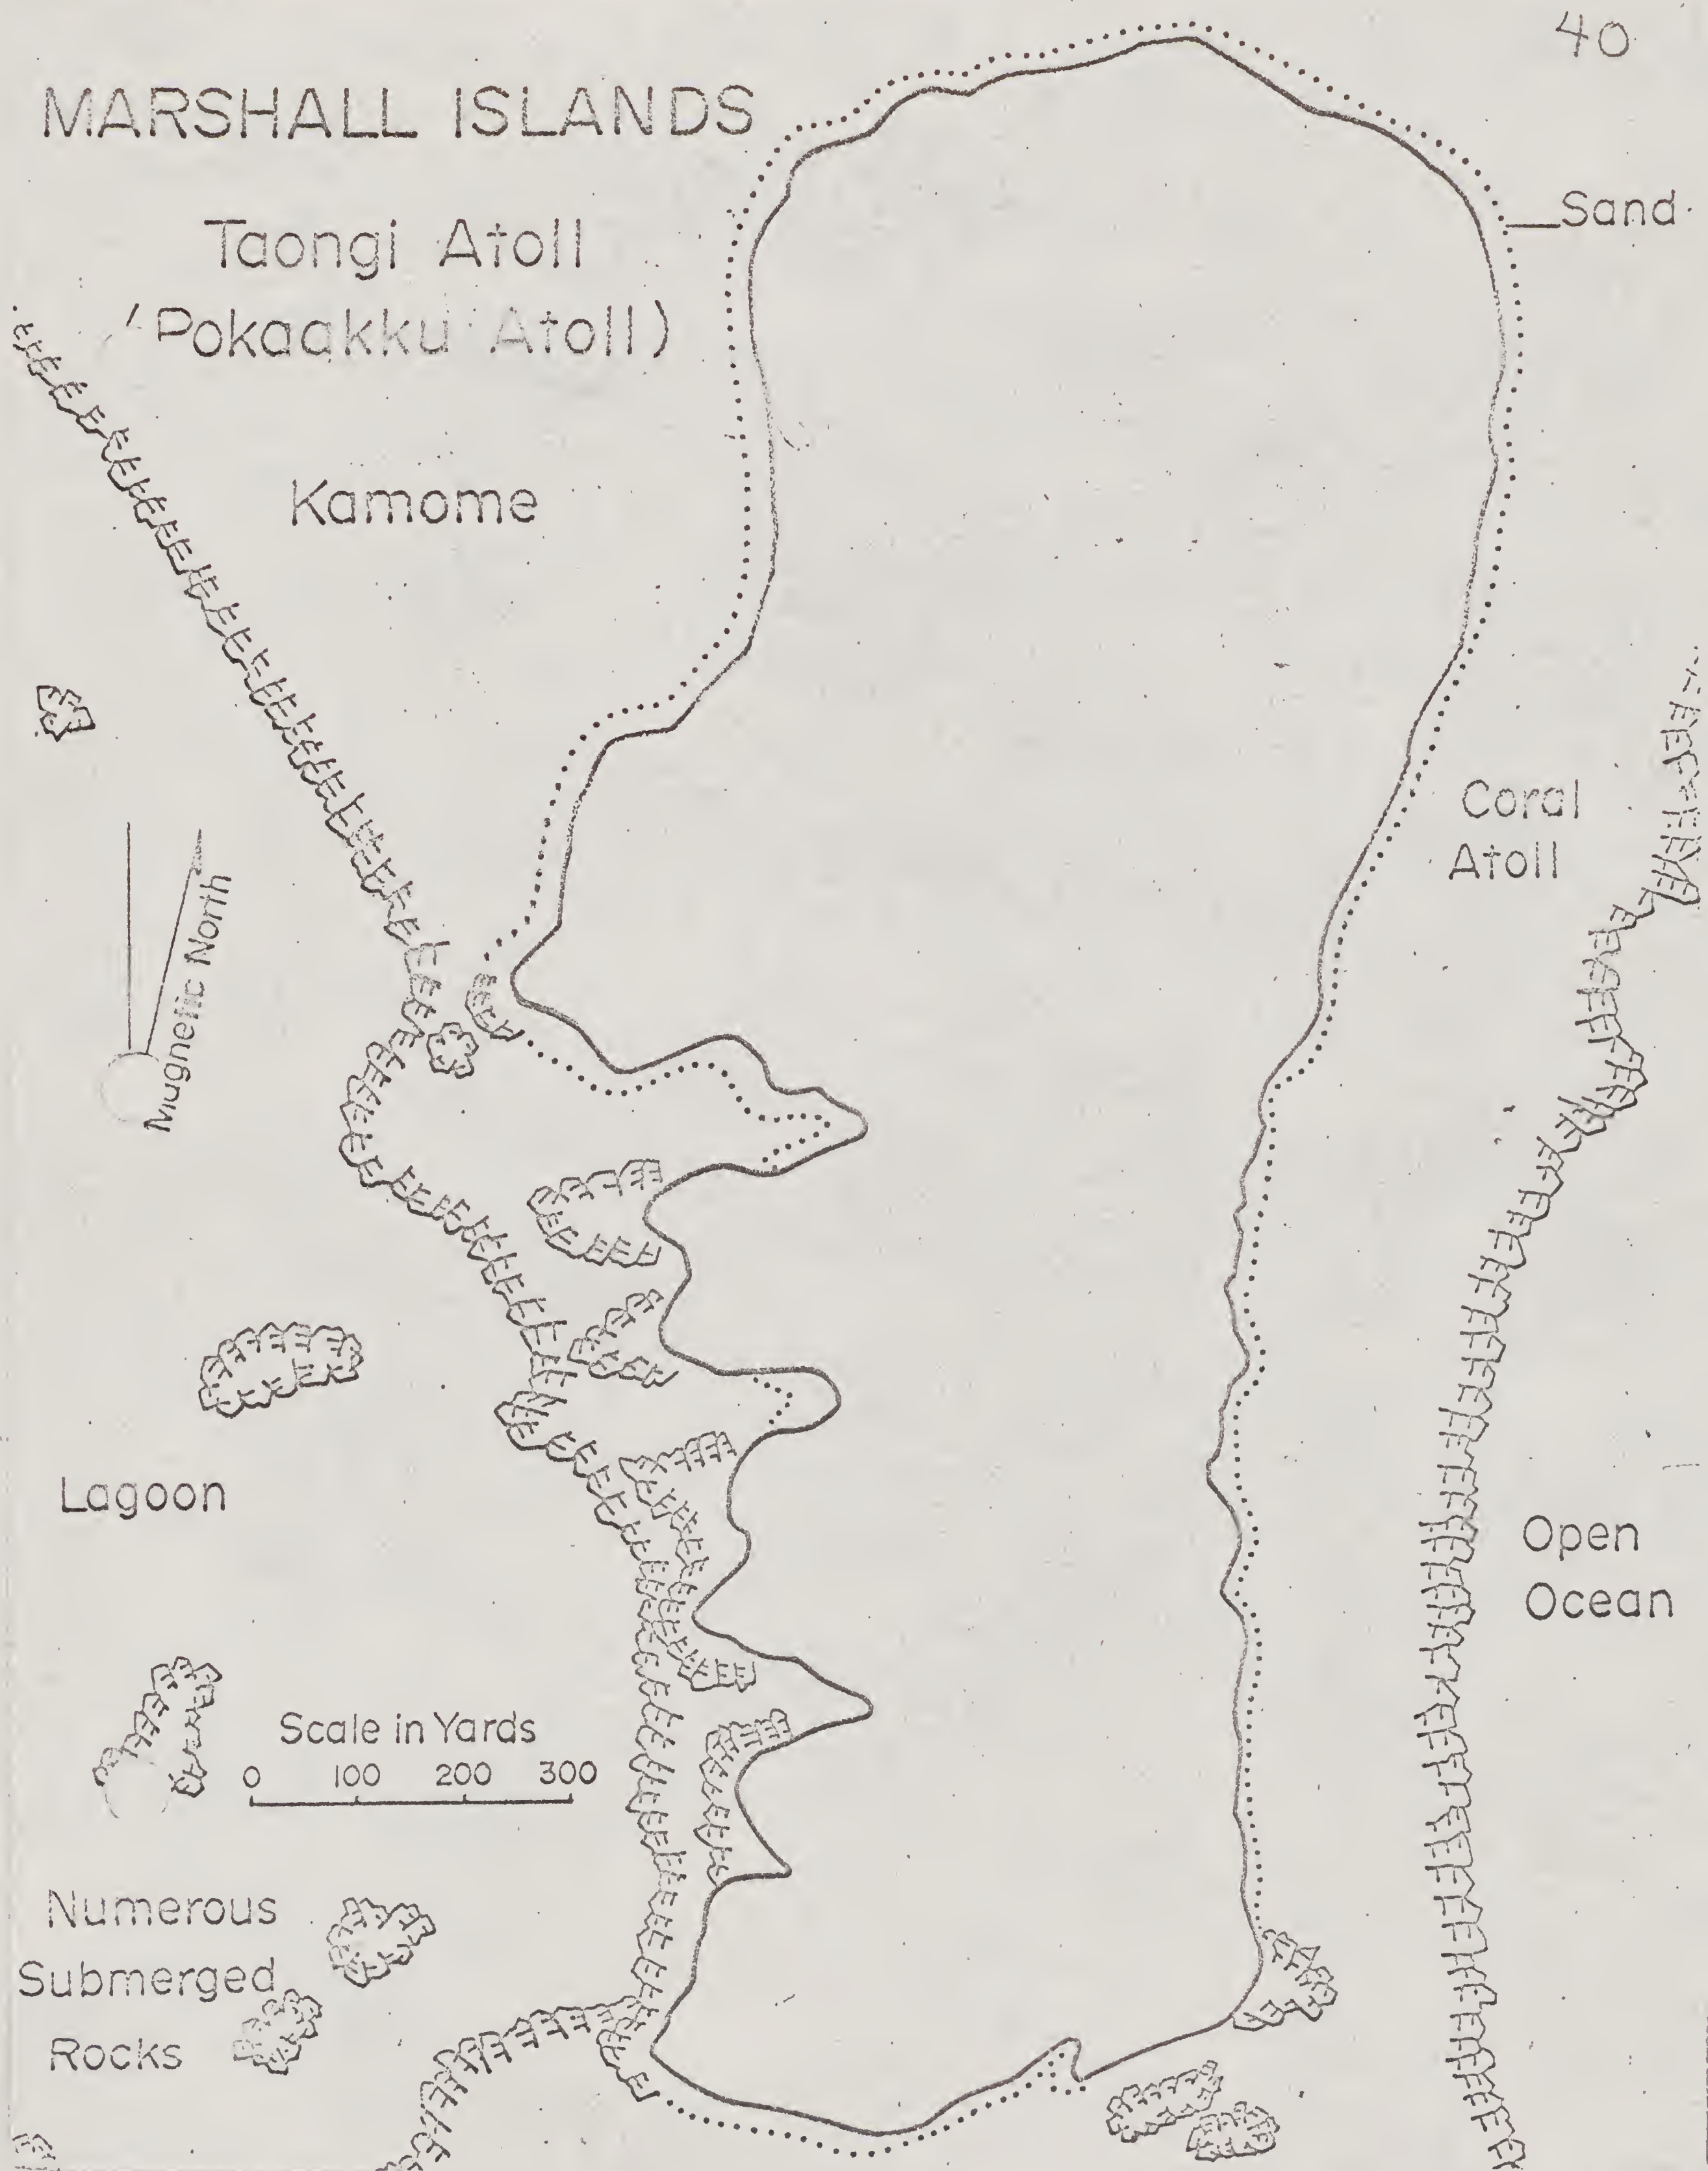 40
MARSHALL ISLANDS
Taongi Atoll
(Pokaakku Atoll)
Sand
Kamome
Coral
Atoll
Magnetic North
Lagoon
Open
Ocean
Scale in Yards
0 100 200 300
Numerous
Submerged
Rocks